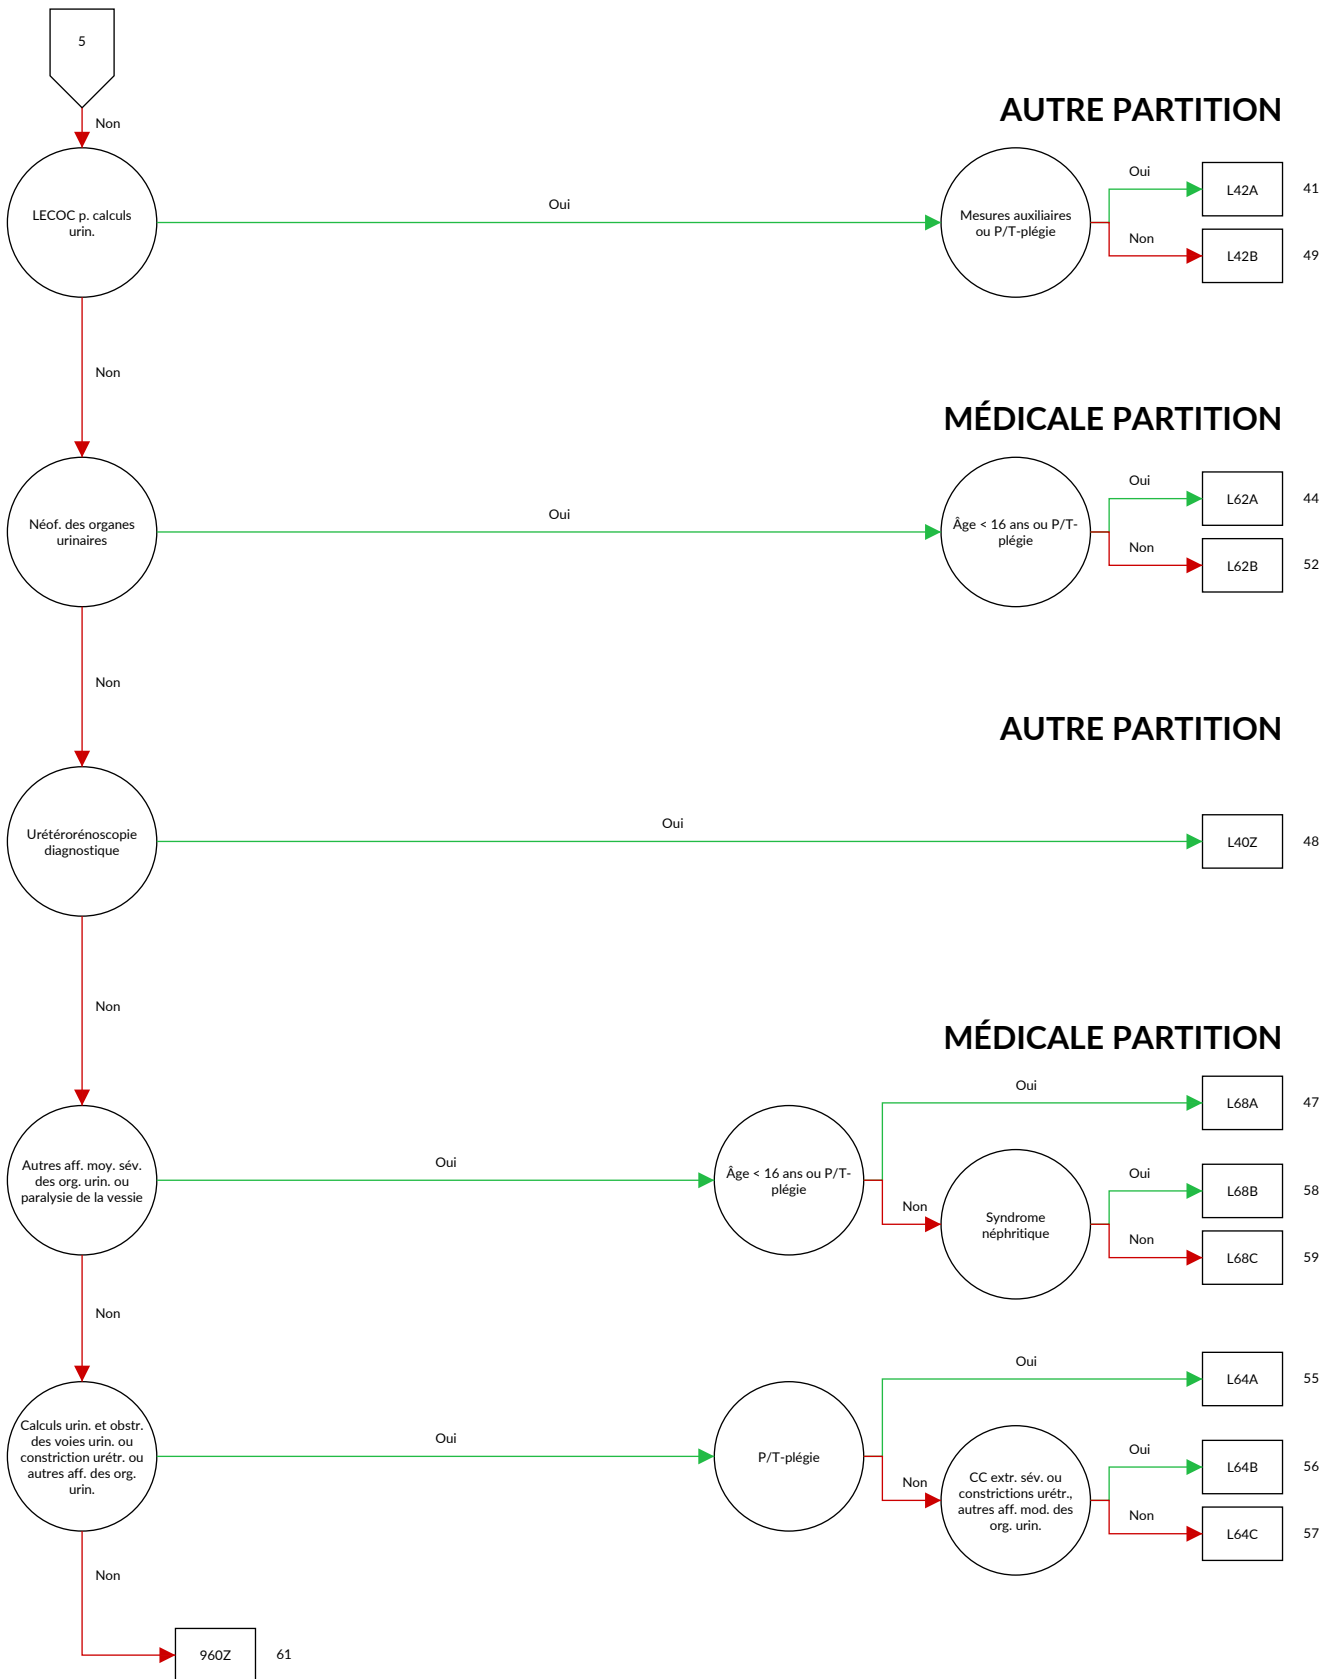 5
Non
AUTRE PARTITION
LECOC p. calculs
urin.
Oui
Mesures auxiliaires
ou P/T-plégie
Oui
L42A
41
Non
L42B
49
Non
MÉDICALE PARTITION
Néof. des organes
urinaires
Oui
Âge < 16 ans ou P/T-
plégie
Oui
L62A
44
Non
L62B
52
Non
AUTRE PARTITION
Urétérorénoscopie
diagnostique
Oui
L40Z
48
Non
MÉDICALE PARTITION
Autres aff. moy. sév.
des org. urin. ou
paralysie de la vessie
Oui
Âge < 16 ans ou P/T-
plégie
Oui
L68A
47
Non
Syndrome
néphritique
Oui
L68B
58
Non
L68C
59
Non
Calculs urin. et obstr.
des voies urin. ou
constriction urétr. ou
autres aff. des org.
urin.
Oui
P/T-plégie
Oui
L64A
55
Non
CC extr. sév. ou
constrictions urétr.,
autres aff. mod. des
org. urin.
Oui
L64B
56
Non
L64C
57
Non
960Z
61